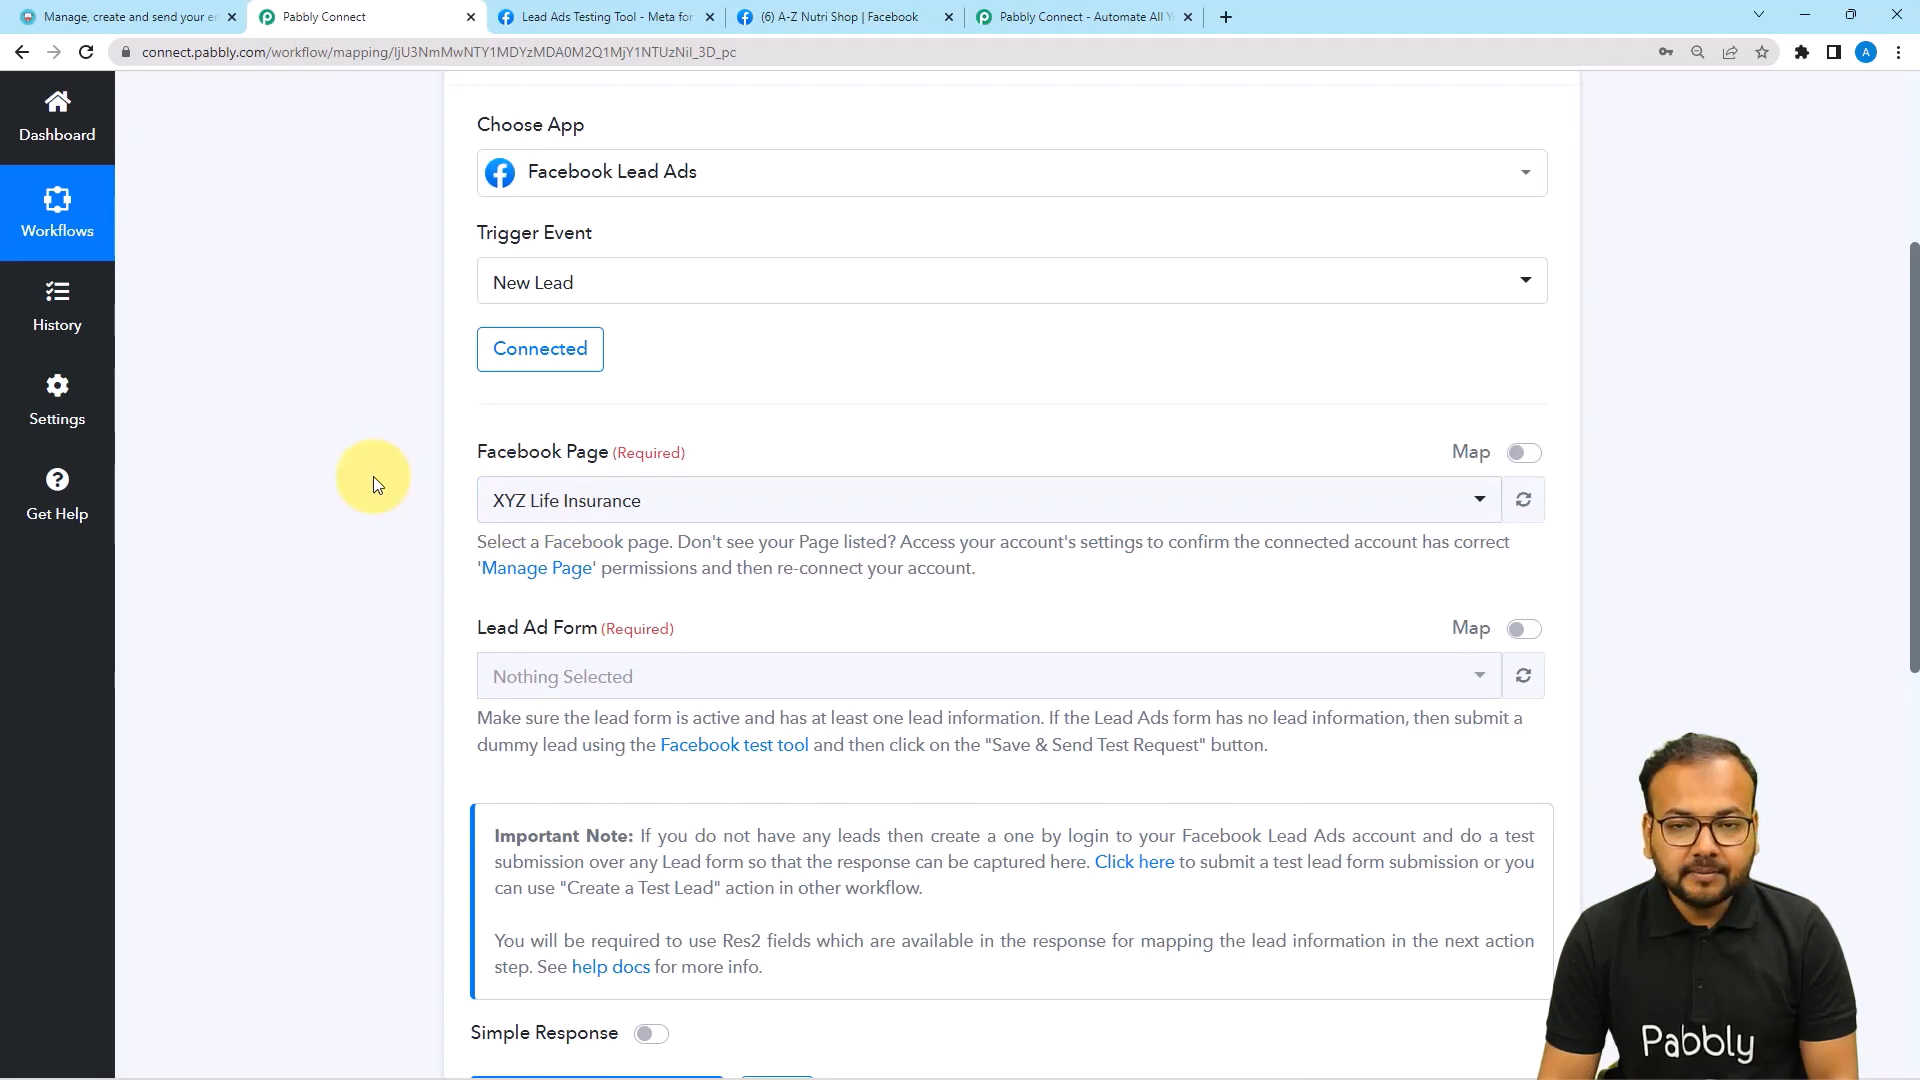 Manage, create and send your e
Pabbly Connect
Lead Ads Testing Tool - Meta for
(6) A-Z Nutri Shop | Facebook
Pabbly Connect - Automate All Y
connect.pabbly.com/workflow/mapping/IjU3NmMwNTY1MDYzMDA0M2Q1MjY1NTUzNiI_3D_pc
A
Dashboard
Workflows
History
Settings
Get Help
Choose App
Facebook Lead Ads
Trigger Event
New Lead
Connected
Facebook Page (Required)
Map
XYZ Life Insurance
Select a Facebook page. Don't see your Page listed? Access your account's settings to confirm the connected account has correct
'Manage Page' permissions and then re-connect your account.
Lead Ad Form (Required)
Map
Nothing Selected
Make sure the lead form is active and has at least one lead information. If the Lead Ads form has no lead information, then submit a
dummy lead using the Facebook test tool and then click on the "Save & Send Test Request" button.
Important Note: If you do not have any leads then create a one by login to your Facebook Lead Ads account and do a test
submission over any Lead form so that the response can be captured here. Click here to submit a test lead form submission or you
can use "Create a Test Lead" action in other workflow.
You will be required to use Res2 fields which are available in the response for mapping the lead information in the next action
step. See help docs for more info.
Simple Response
Pabbly